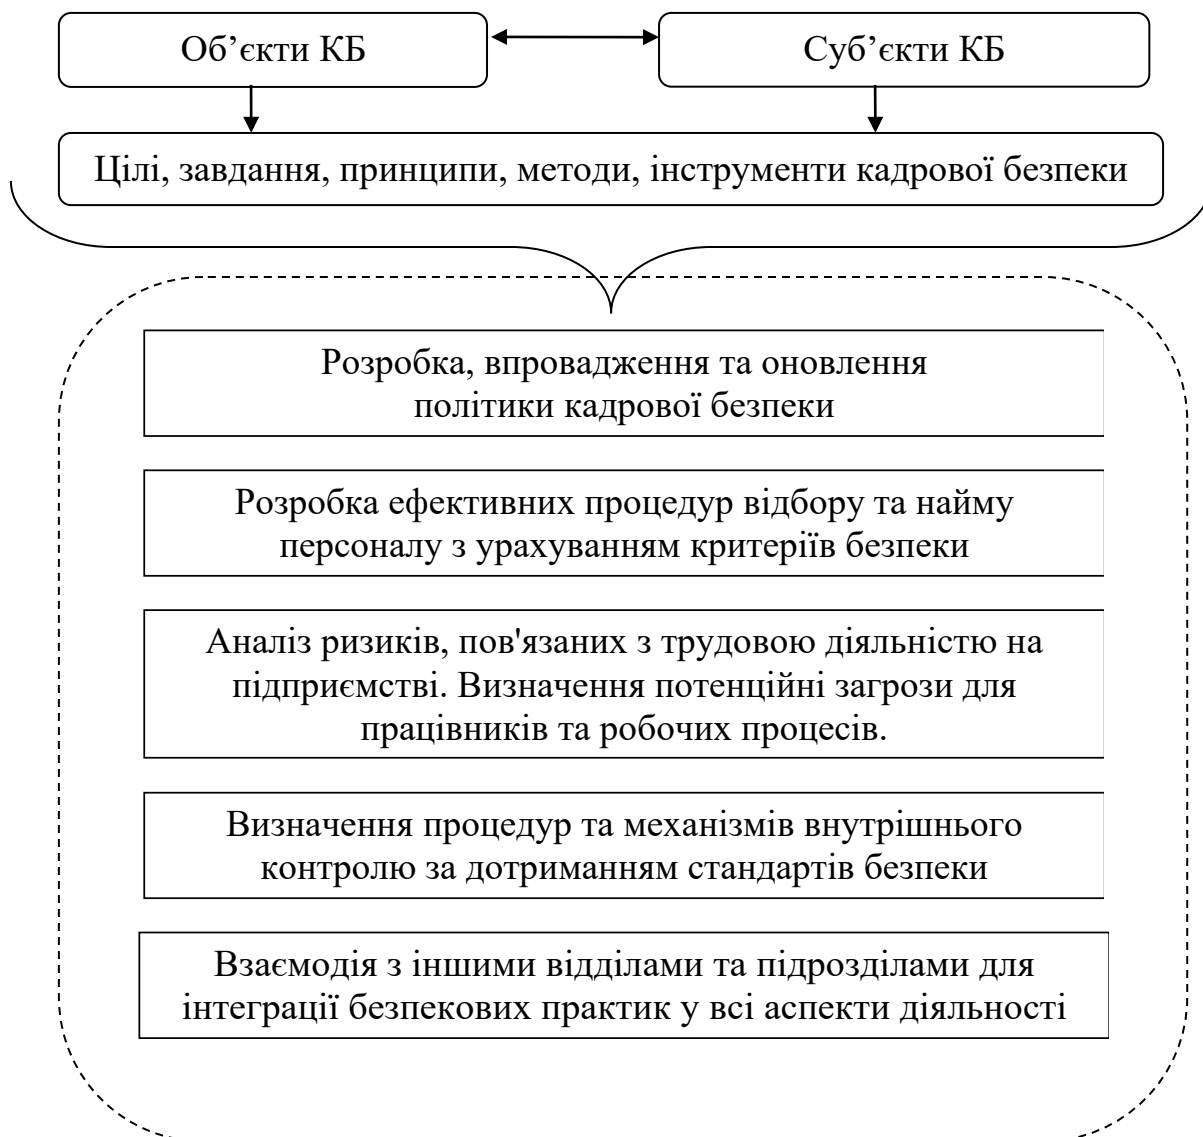 Об’єкти КБ
Суб’єкти КБ
Цілі, завдання, принципи, методи, інструменти кадрової безпеки
Розробка, впровадження та оновлення
політики кадрової безпеки
Розробка ефективних процедур відбору та найму
персоналу з урахуванням критеріїв безпеки
Аналіз ризиків, пов'язаних з трудовою діяльністю на
підприємстві. Визначення потенційні загрози для
працівників та робочих процесів.
Визначення процедур та механізмів внутрішнього
контролю за дотриманням стандартів безпеки
Взаємодія з іншими відділами та підрозділами для
інтеграції безпекових практик у всі аспекти діяльності